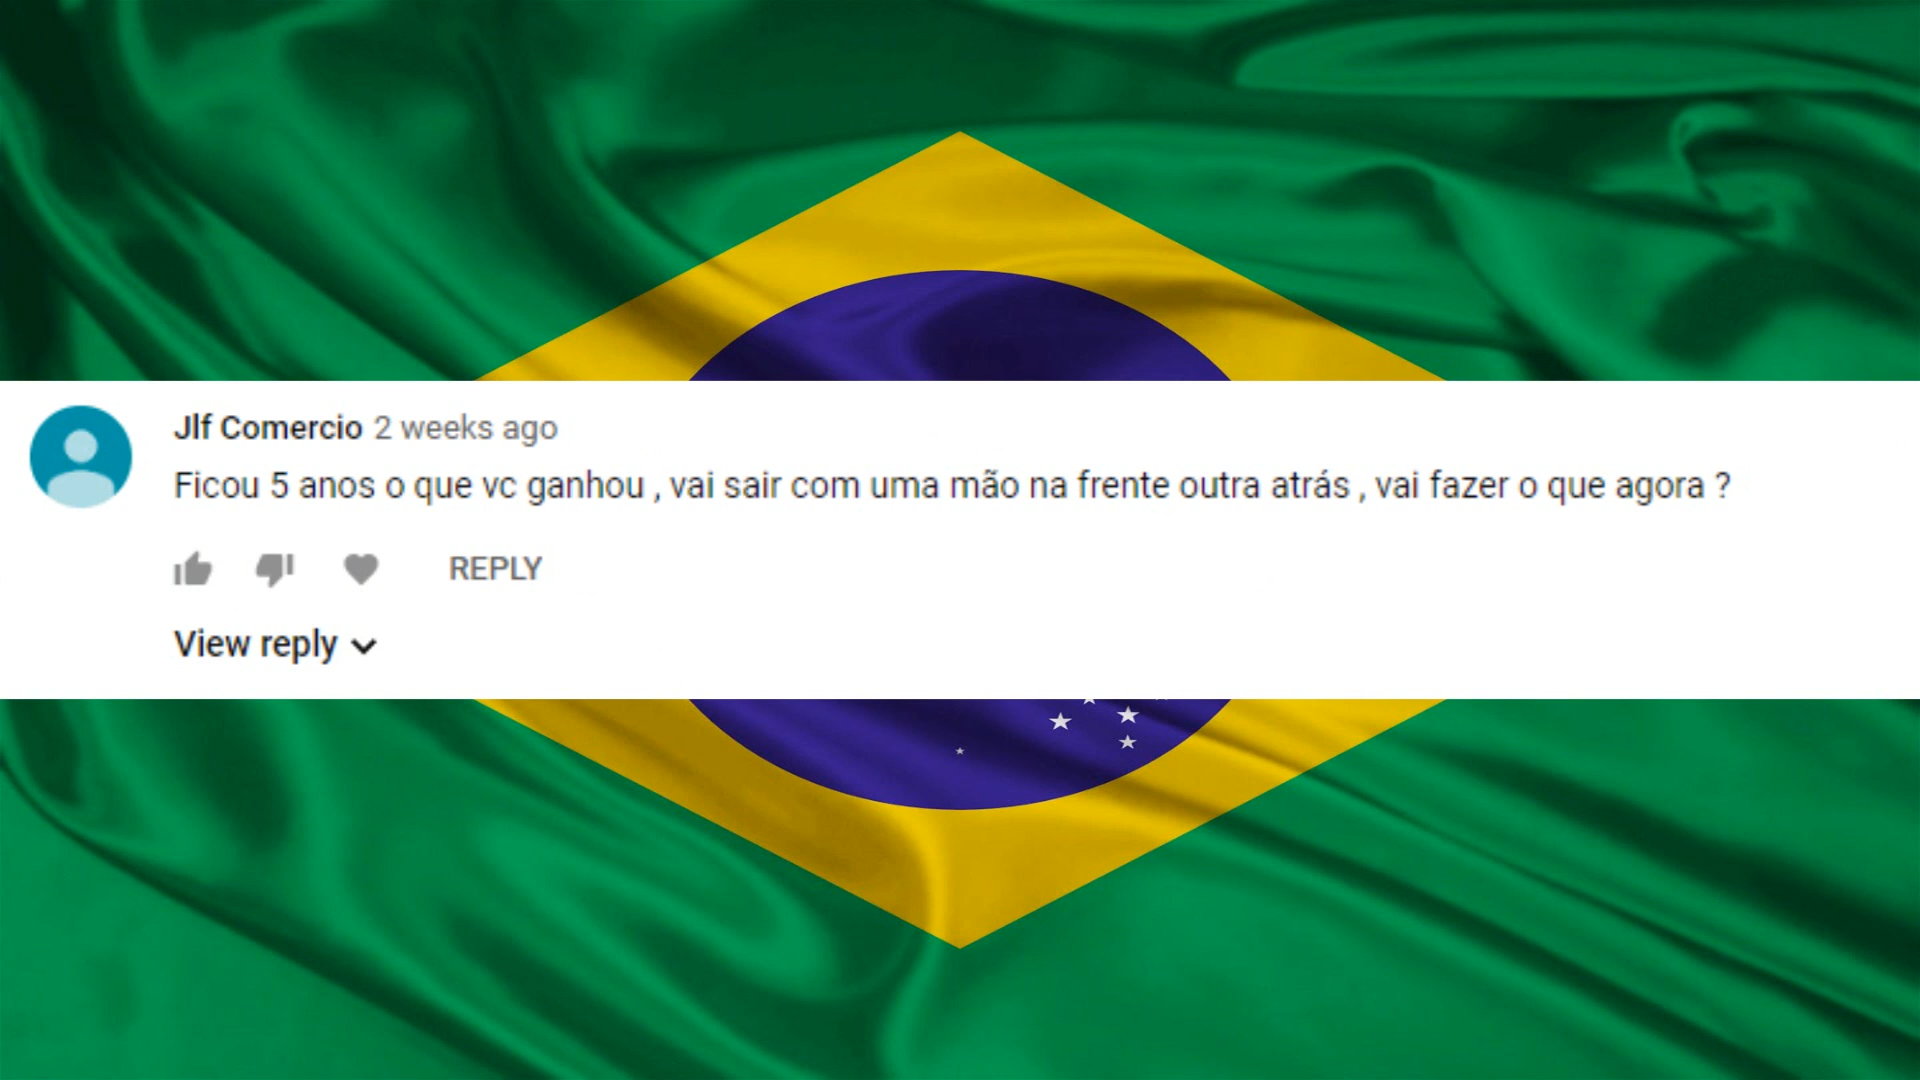 Jlf Comercio 2 weeks ago
Ficou 5 anos o que vc ganhou , vai sair com uma mão na frente outra atrás , vai fazer o que agora ?
REPLY
View reply